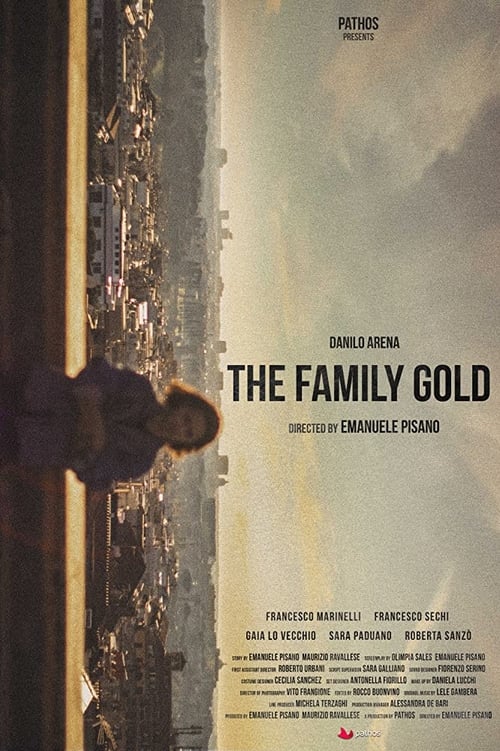 PATHOS
PRESENTS
DANILO ARENA
THE FAMILY GOLD
DIRECTED BY EMANUELE PISANO
FRANCESCO MARINELLI FRANCESCO SECHI
GAIA LO VECCHIO SARA PADUANO ROBERTA SANZÒ
STORY BY EMANUELE PISANO MAURIZIO RAVALLESE SCREENPLAY BY OLIMPIA SALES EMANUELE PISANO
FIRST ASSISTANT DIRECTOR ROBERTO URBANI SCRIPT SUPERVISOR SARA GALLIANO SOUND DESIGNER FIORENZO SERINO
COSTUME DESIGNER CECILIA SANCHEZ SET DESIGNER ANTONELLA FIORILLO MAKE UP BY DANIELA LUCCHI
DIRECTOR OF PHOTOGRAPHY VITO FRANGIONE EDITED BY ROCCO BUONVINO ORIGINAL MUSIC BY LELE GAMBERA
LINE PRODUCER MICHELA TERZAGHI PRODUCTION MANAGER ALESSANDRA DE BARI
PRODUCED BY EMANUELE PISANO MAURIZIO RAVALLESE A PRODUCTION BY PATHOS DIRECTED BY EMANUELE PISANO
pathos